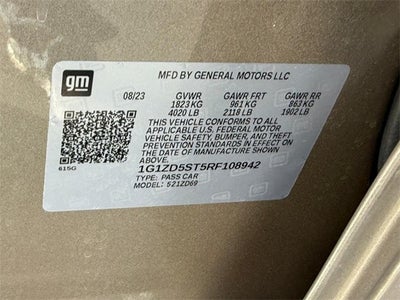 gm
MFD BY GENERAL MOTORS LLC
08/23 GVWR GAWR FRT GAWR RR
1823 KG 961 KG 863 KG
4020 LB 2118 LB 1902 LB
THIS VEHICLE CONFORMS TO ALL
APPLICABLE U.S. FEDERAL MOTOR
VEHICLE SAFETY, BUMPER, AND THEFT
PREVENTION STANDARDS IN EFFECT ON THE
DATE OF MANUFACTURE SHOWN ABOVE.
615G
1G1ZD5ST5RF108942
TYPE: PASS CAR
MODEL: 521ZD69